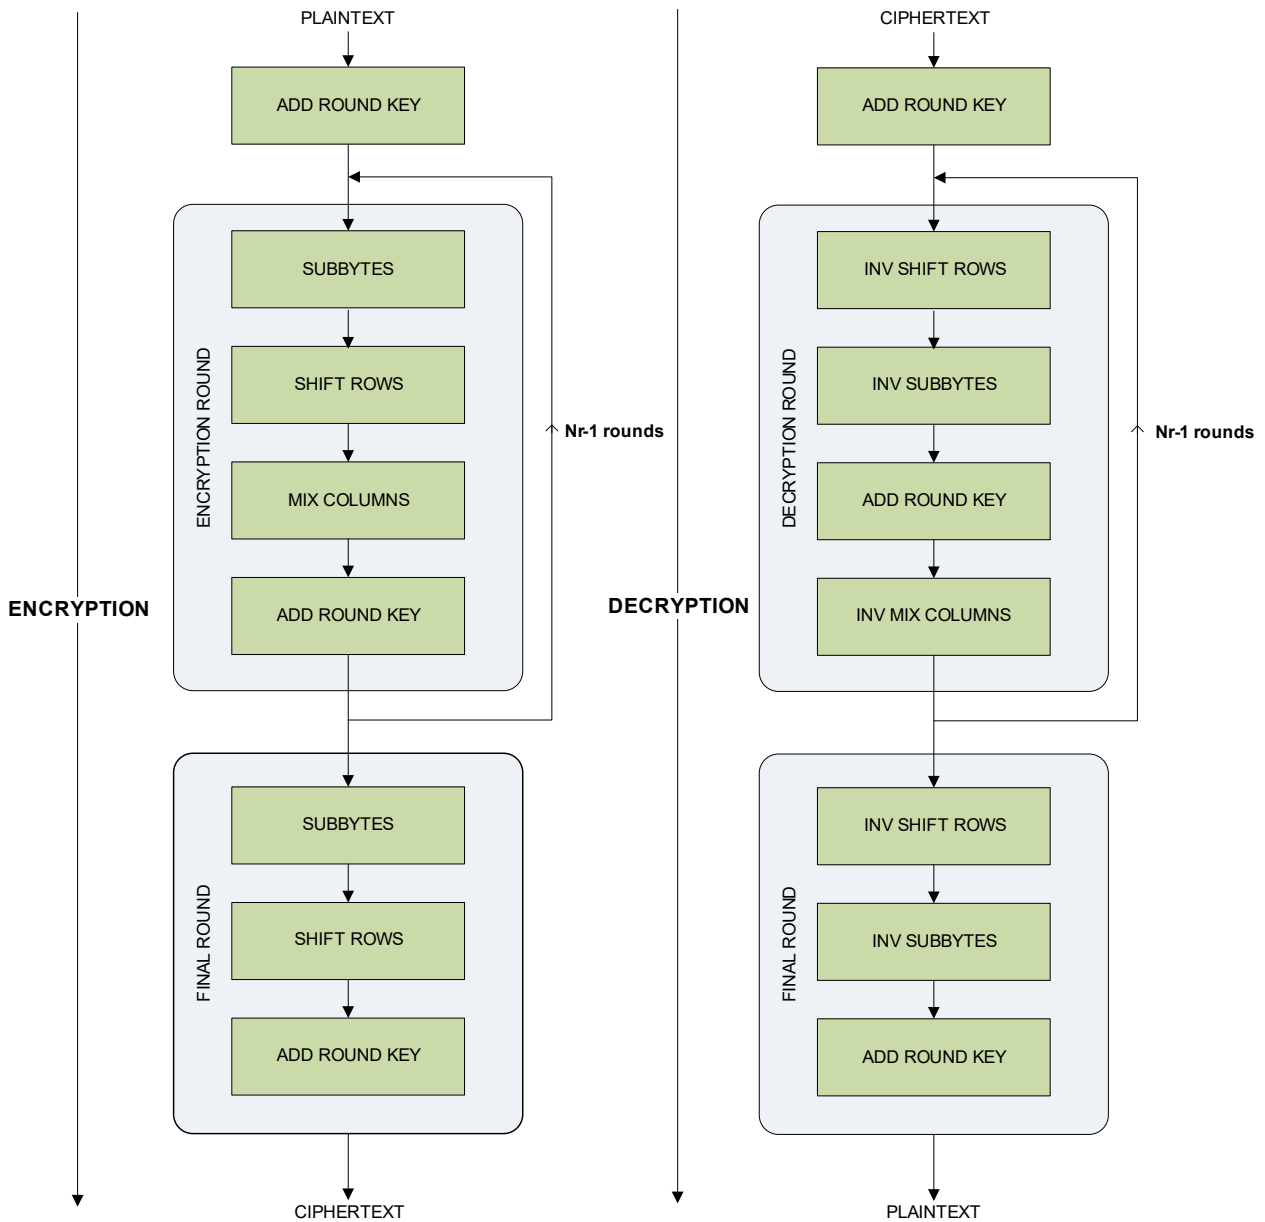 PLAINTEXT
ADD ROUND KEY
SUBBYTES
SHIFT ROWS
MIX COLUMNS
ADD ROUND KEY
ENCRYPTION ROUND
Nr-1 rounds
ENCRYPTION
SUBBYTES
SHIFT ROWS
ADD ROUND KEY
FINAL ROUND
CIPHERTEXT
CIPHERTEXT
ADD ROUND KEY
INV SHIFT ROWS
INV SUBBYTES
ADD ROUND KEY
INV MIX COLUMNS
DECRYPTION ROUND
Nr-1 rounds
DECRYPTION
INV SHIFT ROWS
INV SUBBYTES
ADD ROUND KEY
FINAL ROUND
PLAINTEXT